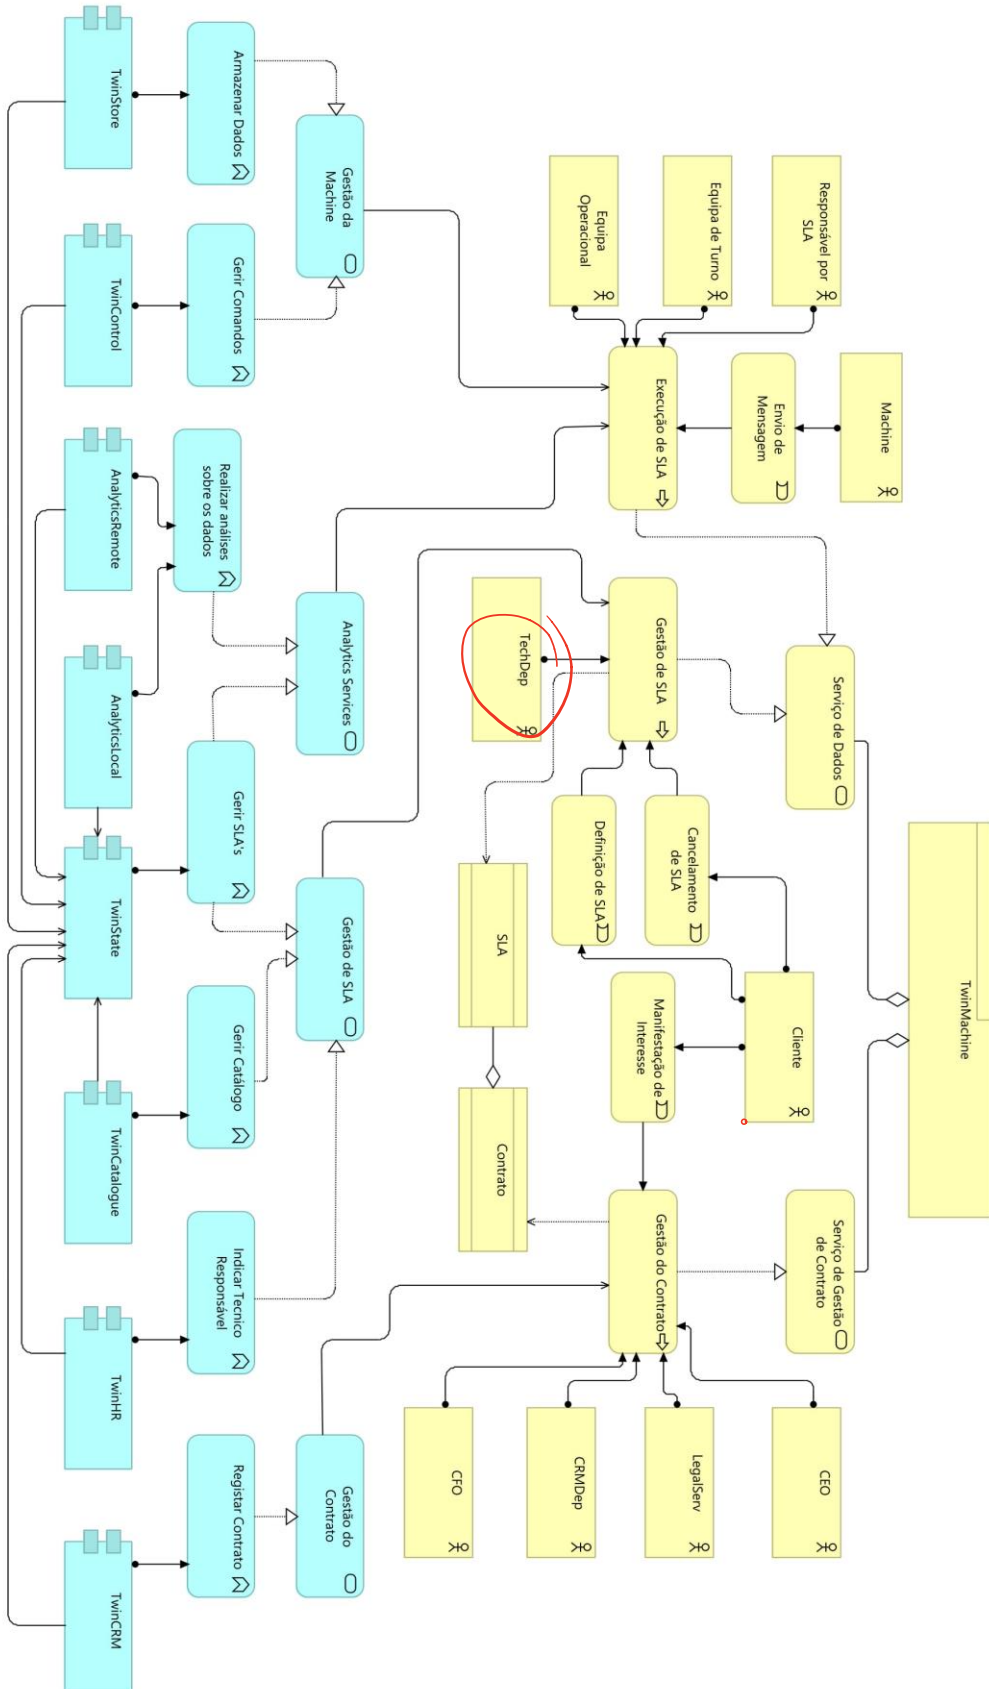 TwinMachine
Machine
Serviço de Dados
Serviço de Gestão
de Contrato
Responsável por
SLA
Cliente
CEO
Envio de
Mensagem
Equipa de Turno
Cancelamento
de SLA
LegalServ
Execução de SLA
Gestão de SLA
Manifestação de
Interesse
Gestão do Contrato
Equipa
Operacional
Definição de SLA
CRMDep
TechDep
SLA
Contrato
CFO
Gestão da
Machine
Analytics Services
Gestão de SLA
Gestão do
Contrato
Armazenar Dados
Gerir Comandos
Realizar análises
sobre os dados
Gerir SLA's
Gerir Catálogo
Indicar Tecnico
Responsável
Registar Contrato
TwinStore
TwinControl
AnalyticsRemote
AnalyticsLocal
TwinState
TwinCatalogue
TwinHR
TwinCRM